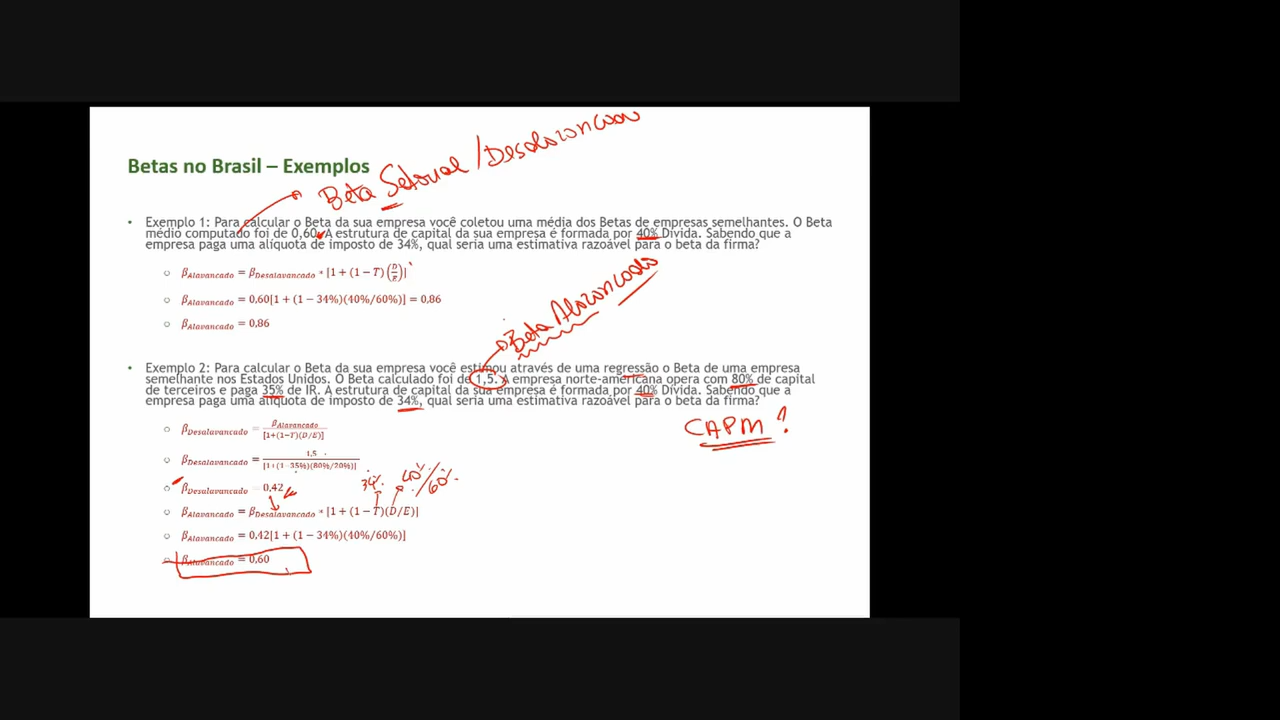 Betas no Brasil – Exemplos
Beta Setorial / Desalavancado
• Exemplo 1: Para calcular o Beta da sua empresa você coletou uma média dos Betas de empresas semelhantes. O Beta
médio computado foi de 0,60. A estrutura de capital da sua empresa é formada por 40% Dívida. Sabendo que a
empresa paga uma alíquota de imposto de 34%, qual seria uma estimativa razoável para o beta da firma?
○ βAlavancado = βDesalavancado * [1 + (1 − T) (D/E)]
○ βAlavancado = 0,60[1 + (1 − 34%)(40%/60%)] = 0,86
○ βAlavancado = 0,86
Beta Alavancado
• Exemplo 2: Para calcular o Beta da sua empresa você estimou através de uma regressão o Beta de uma empresa
semelhante nos Estados Unidos. O Beta calculado foi de 1,5. A empresa norte-americana opera com 80% de capital
de terceiros e paga 35% de IR. A estrutura de capital da sua empresa é formada por 40% Dívida. Sabendo que a
empresa paga uma alíquota de imposto de 34%, qual seria uma estimativa razoável para o beta da firma?
CAPM?
○ βDesalavancado = βAlavancado / [1+(1−T)(D/E)]
○ βDesalavancado = 1,5 / [1+(1−35%)(80%/20%)]
○ βDesalavancado = 0,42
34% 40%/60%
○ βAlavancado = βDesalavancado * [1 + (1 − T)(D/E)]
○ βAlavancado = 0,42[1 + (1 − 34%)(40%/60%)]
○ βAlavancado = 0,60